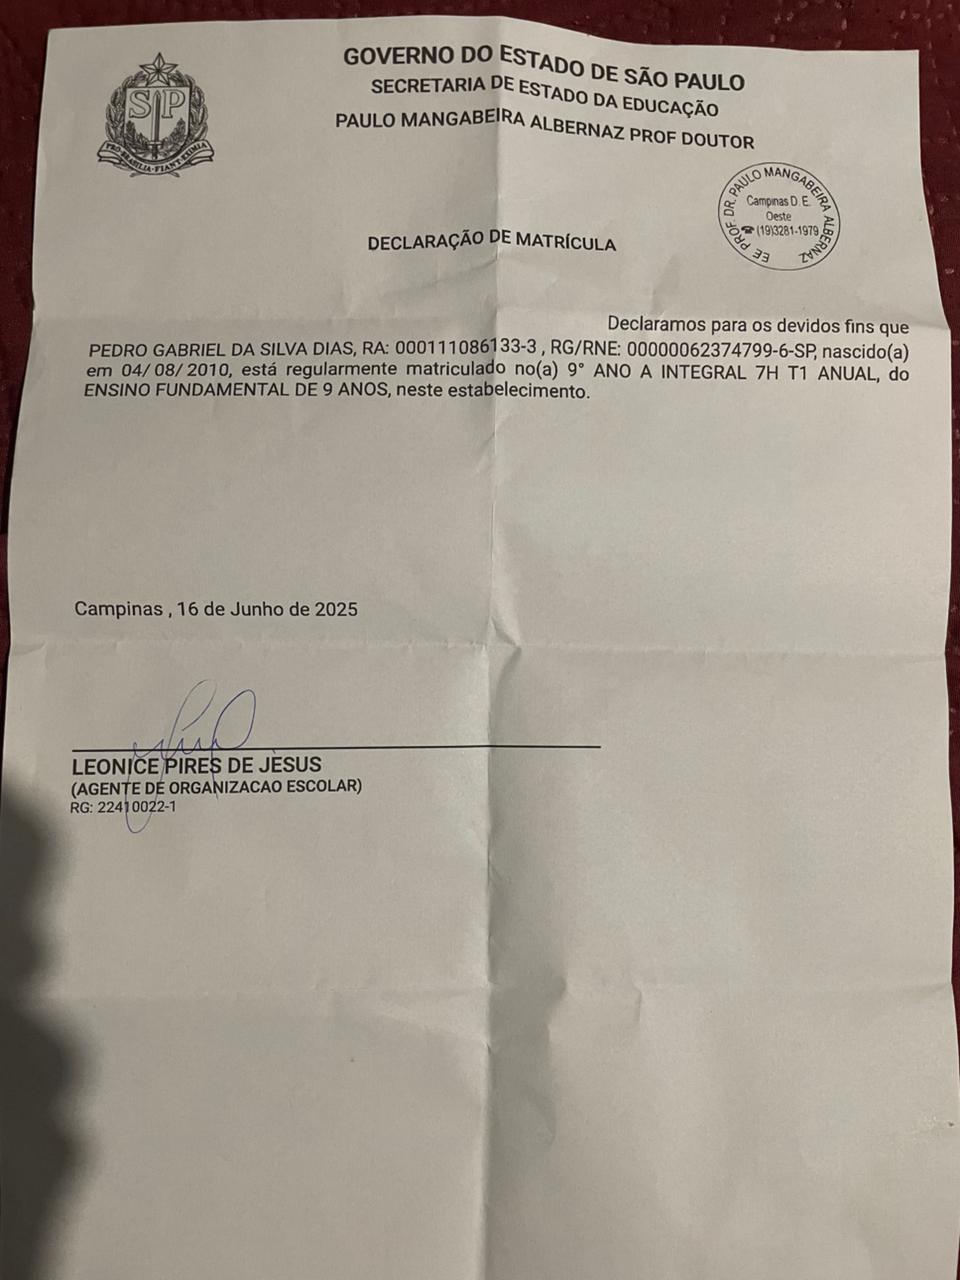 GOVERNO DO ESTADO DE SÃO PAULO
SECRETARIA DE ESTADO DA EDUCAÇÃO
PAULO MANGABEIRA ALBERNAZ PROF DOUTOR
SP
PRO·BRASILIA·FIANT·EXIMIA
EE PROF. DR. PAULO MANGABEIRA ALBERNAZ
Campinas D. E.
Oeste
☎ (19)3281-1979
DECLARAÇÃO DE MATRÍCULA
Declaramos para os devidos fins que
PEDRO GABRIEL DA SILVA DIAS, RA: 000111086133-3 , RG/RNE: 00000062374799-6-SP, nascido(a)
em 04/ 08/ 2010, está regularmente matriculado no(a) 9° ANO A INTEGRAL 7H T1 ANUAL, do
ENSINO FUNDAMENTAL DE 9 ANOS, neste estabelecimento.
Campinas , 16 de Junho de 2025
LEONICE PIRES DE JESUS
(AGENTE DE ORGANIZACAO ESCOLAR)
RG: 22410022-1